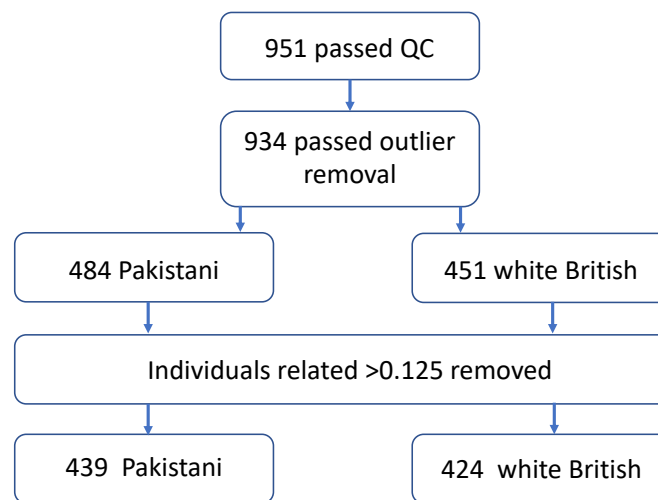 951 passed QC
934 passed outlier
removal
484 Pakistani
451 white British
Individuals related >0.125 removed
439 Pakistani
424 white British